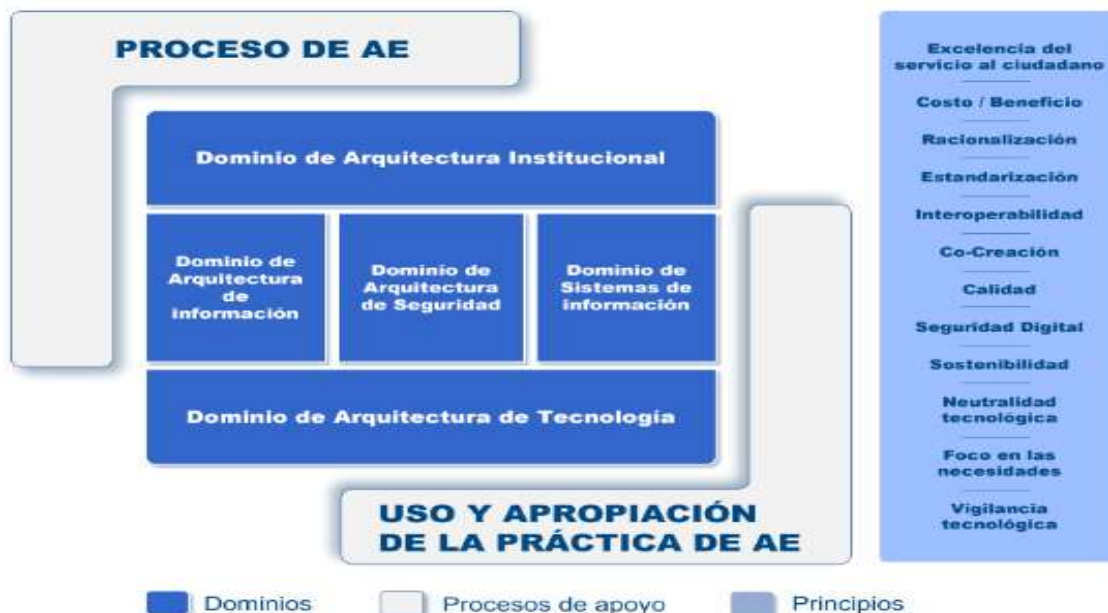 PROCESO DE AE
Dominio de Arquitectura Institucional
Dominio de
Arquitectura
de
información
Dominio de
Arquitectura
de Seguridad
Dominio de
Sistemas de
información
Dominio de Arquitectura de Tecnología
USO Y APROPIACIÓN
DE LA PRÁCTICA DE AE
Excelencia del
servicio al ciudadano
Costo / Beneficio
Racionalización
Estandarización
Interoperabilidad
Co-Creación
Calidad
Seguridad Digital
Sostenibilidad
Neutralidad
tecnológica
Foco en las
necesidades
Vigilancia
tecnológica
Dominios
Procesos de apoyo
Principios